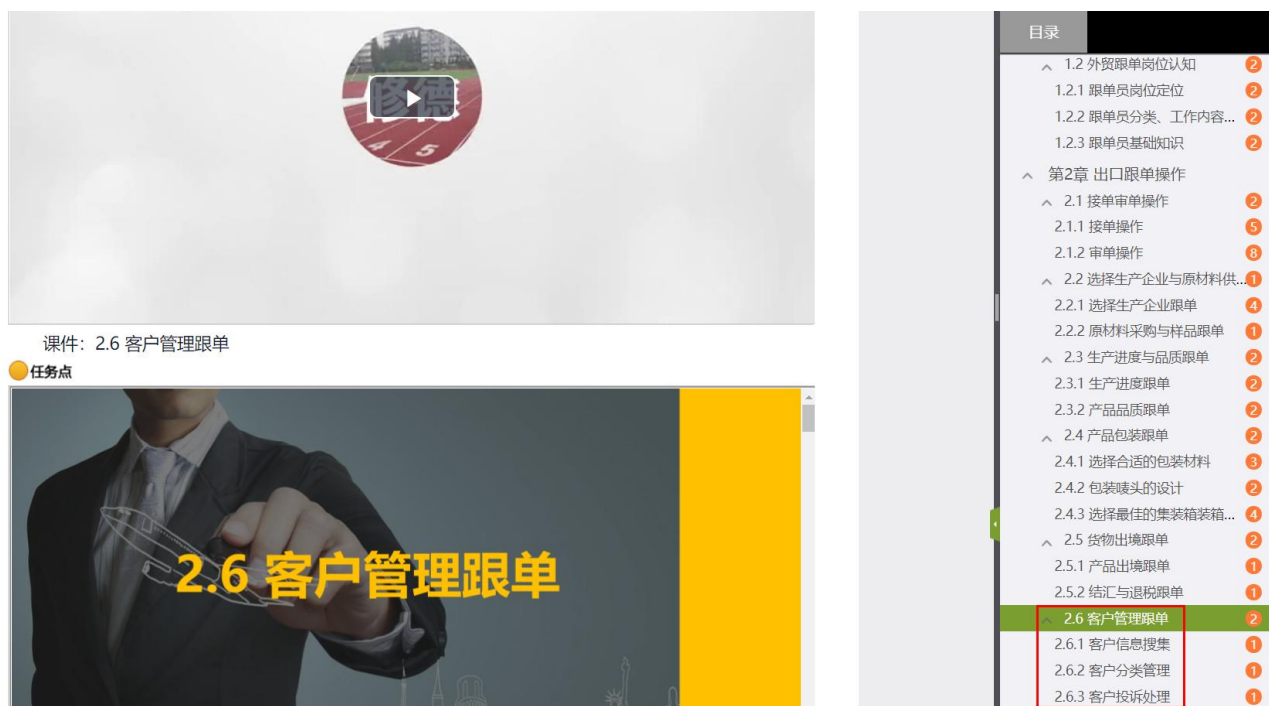 修德
4 5
课件：2.6 客户管理跟单
任务点
2.6 客户管理跟单
目录
1.2 外贸跟单岗位认知 2
1.2.1 跟单员岗位定位 2
1.2.2 跟单员分类、工作内容... 2
1.2.3 跟单员基础知识 2
第2章 出口跟单操作
2.1 接单审单操作 2
2.1.1 接单操作 5
2.1.2 审单操作 8
2.2 选择生产企业与原材料供... 1
2.2.1 选择生产企业跟单 4
2.2.2 原材料采购与样品跟单 1
2.3 生产进度与品质跟单 2
2.3.1 生产进度跟单 2
2.3.2 产品品质跟单 2
2.4 产品包装跟单 2
2.4.1 选择合适的包装材料 3
2.4.2 包装唛头的设计 2
2.4.3 选择最佳的集装箱装箱... 4
2.5 货物出境跟单 2
2.5.1 产品出境跟单 1
2.5.2 结汇与退税跟单 1
2.6 客户管理跟单 2
2.6.1 客户信息搜集 1
2.6.2 客户分类管理 1
2.6.3 客户投诉处理 1